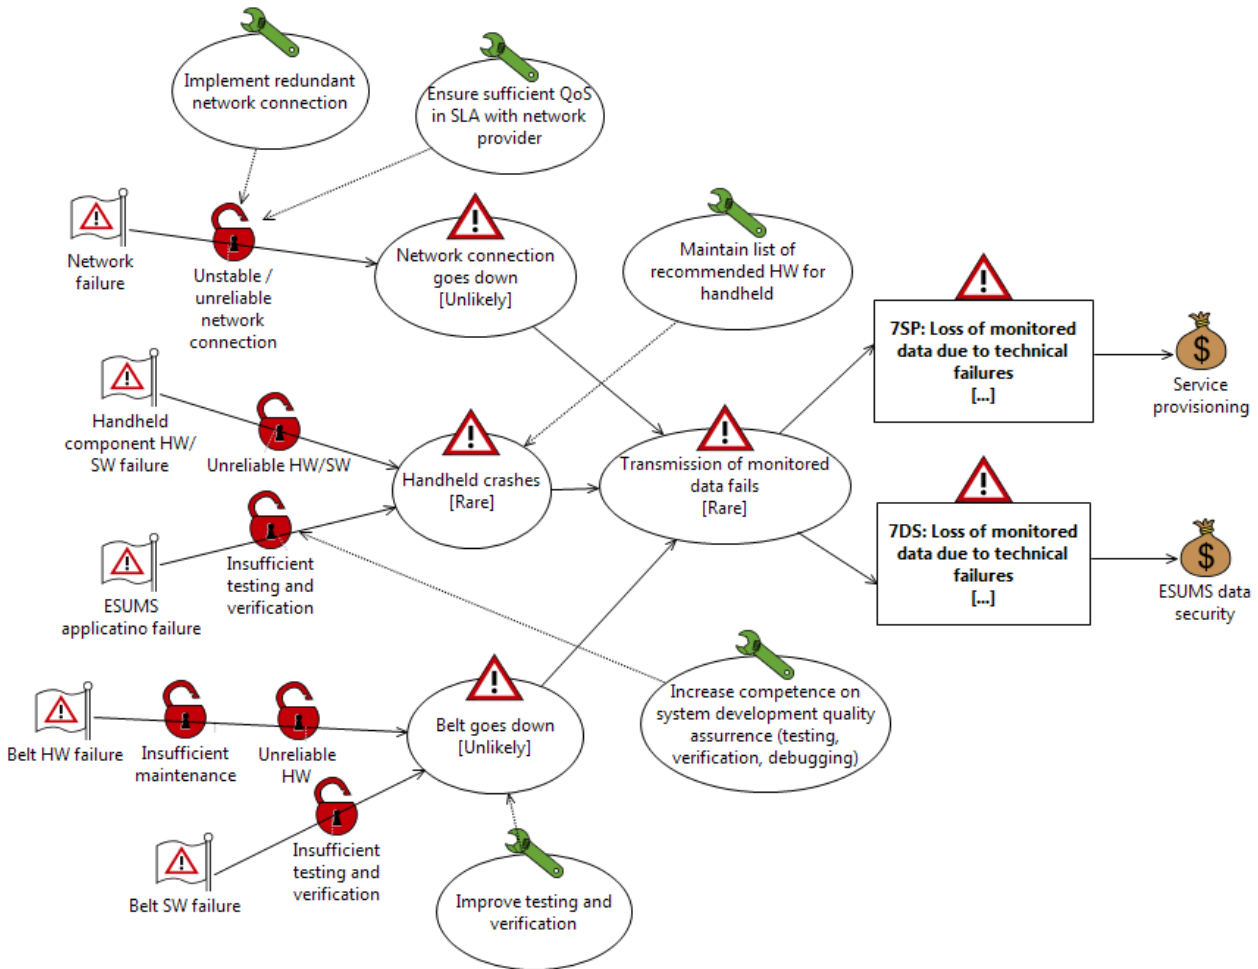 Implement redundant
network connection
Ensure sufficient QoS
in SLA with network
provider
Network
failure
Unstable /
unreliable
network
connection
Network connection
goes down
[Unlikely]
Maintain list of
recommended HW for
handheld
7SP: Loss of monitored
data due to technical
failures
[...]
$
Service
provisioning
Handheld
component HW/
SW failure
Unreliable HW/SW
Handheld crashes
[Rare]
Transmission of monitored
data fails
[Rare]
7DS: Loss of monitored
data due to technical
failures
[...]
$
ESUMS data
security
ESUMS
applicatino failure
Insufficient
testing and
verification
Belt HW failure
Insufficient
maintenance
Unreliable
HW
Belt goes down
[Unlikely]
Increase competence on
system development quality
assurrence (testing,
verification, debugging)
Belt SW failure
Insufficient
testing and
verification
Improve testing and
verification